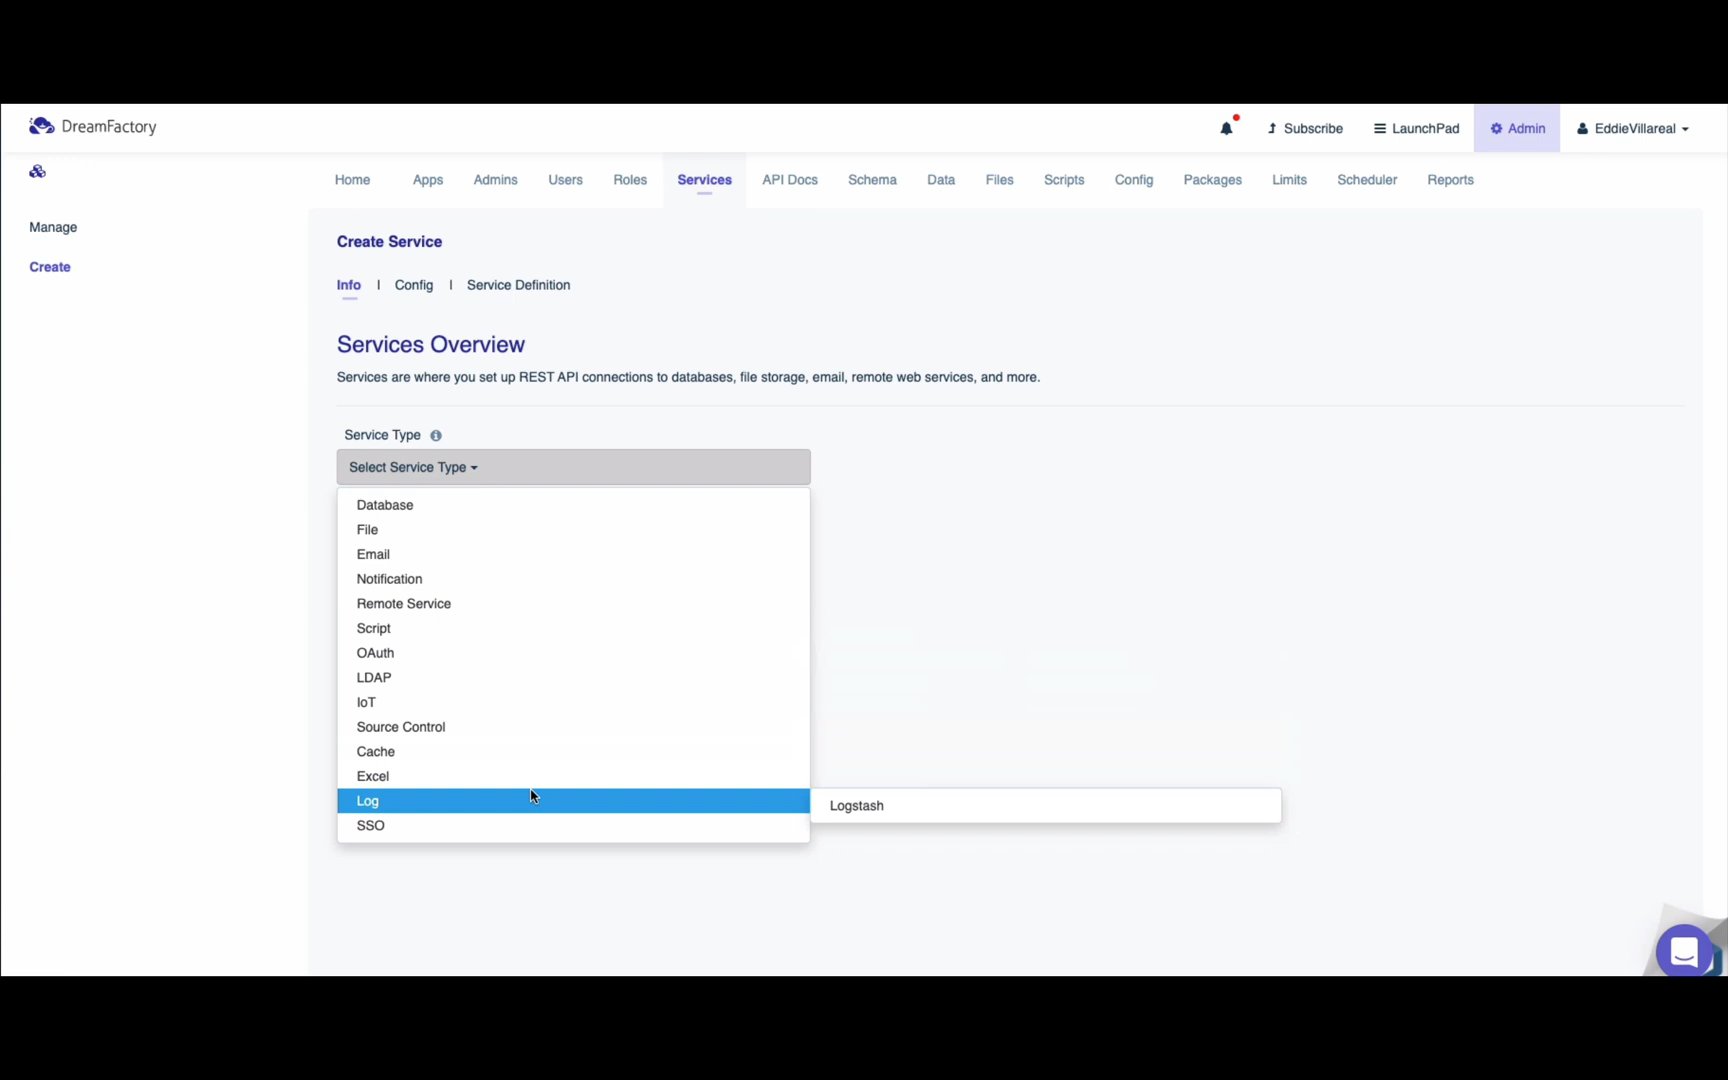 DreamFactory
Subscribe
LaunchPad
Admin
EddieVillareal
Home
Apps
Admins
Users
Roles
Services
API Docs
Schema
Data
Files
Scripts
Config
Packages
Limits
Scheduler
Reports
Manage
Create
Create Service
Info | Config | Service Definition
Services Overview
Services are where you set up REST API connections to databases, file storage, email, remote web services, and more.
Service Type
Select Service Type
Database
File
Email
Notification
Remote Service
Script
OAuth
LDAP
IoT
Source Control
Cache
Excel
Log
Logstash
SSO